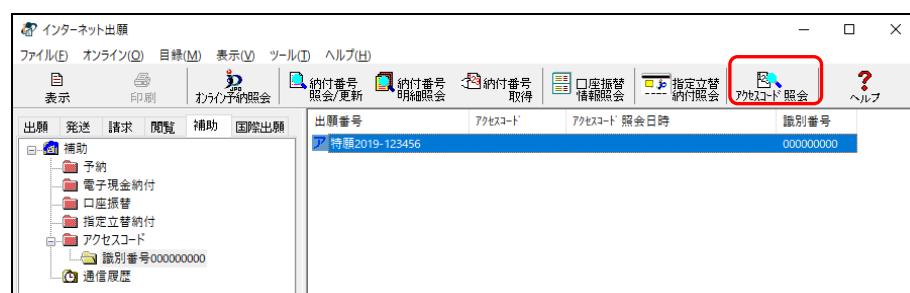 インターネット出願
ファイル(F) オンライン(O) 目録(M) 表示(V) ツール(T) ヘルプ(H)
表示
印刷
オンライン予納照会
納付番号
照会/更新
納付番号
明細照会
納付番号
取得
口座振替
情報照会
指定立替
納付照会
アクセスコード照会
ヘルプ
出願 発送 請求 閲覧 補助 国際出願
補助
予納
電子現金納付
口座振替
指定立替納付
アクセスコード
識別番号000000000
通信履歴
出願番号 アクセスコード アクセスコード照会日時 識別番号
ア 特願2019-123456 000000000